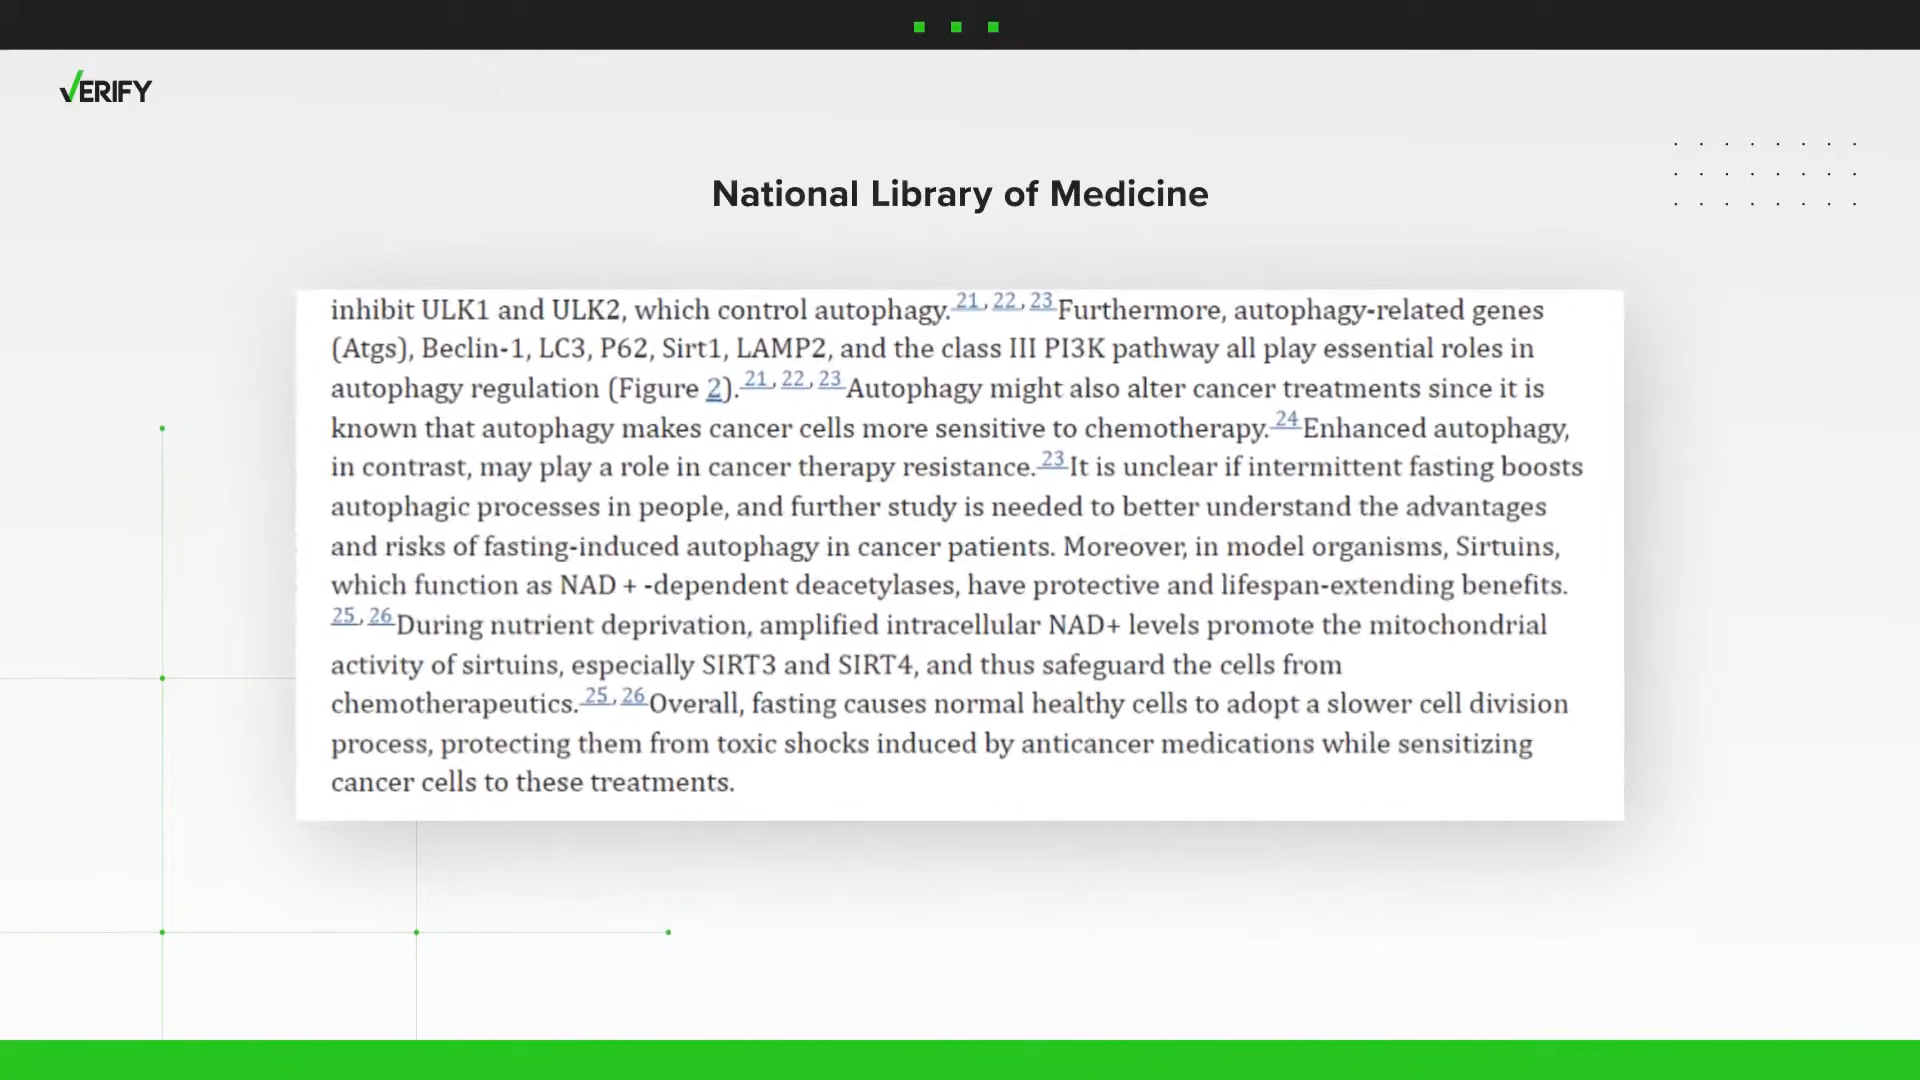 VERIFY
National Library of Medicine
inhibit ULK1 and ULK2, which control autophagy.21, 22, 23 Furthermore, autophagy-related genes
(Atgs), Beclin-1, LC3, P62, Sirt1, LAMP2, and the class III PI3K pathway all play essential roles in
autophagy regulation (Figure 2).21, 22, 23 Autophagy might also alter cancer treatments since it is
known that autophagy makes cancer cells more sensitive to chemotherapy.24 Enhanced autophagy,
in contrast, may play a role in cancer therapy resistance.23 It is unclear if intermittent fasting boosts
autophagic processes in people, and further study is needed to better understand the advantages
and risks of fasting-induced autophagy in cancer patients. Moreover, in model organisms, Sirtuins,
which function as NAD + -dependent deacetylases, have protective and lifespan-extending benefits.
25, 26 During nutrient deprivation, amplified intracellular NAD+ levels promote the mitochondrial
activity of sirtuins, especially SIRT3 and SIRT4, and thus safeguard the cells from
chemotherapeutics.25, 26 Overall, fasting causes normal healthy cells to adopt a slower cell division
process, protecting them from toxic shocks induced by anticancer medications while sensitizing
cancer cells to these treatments.